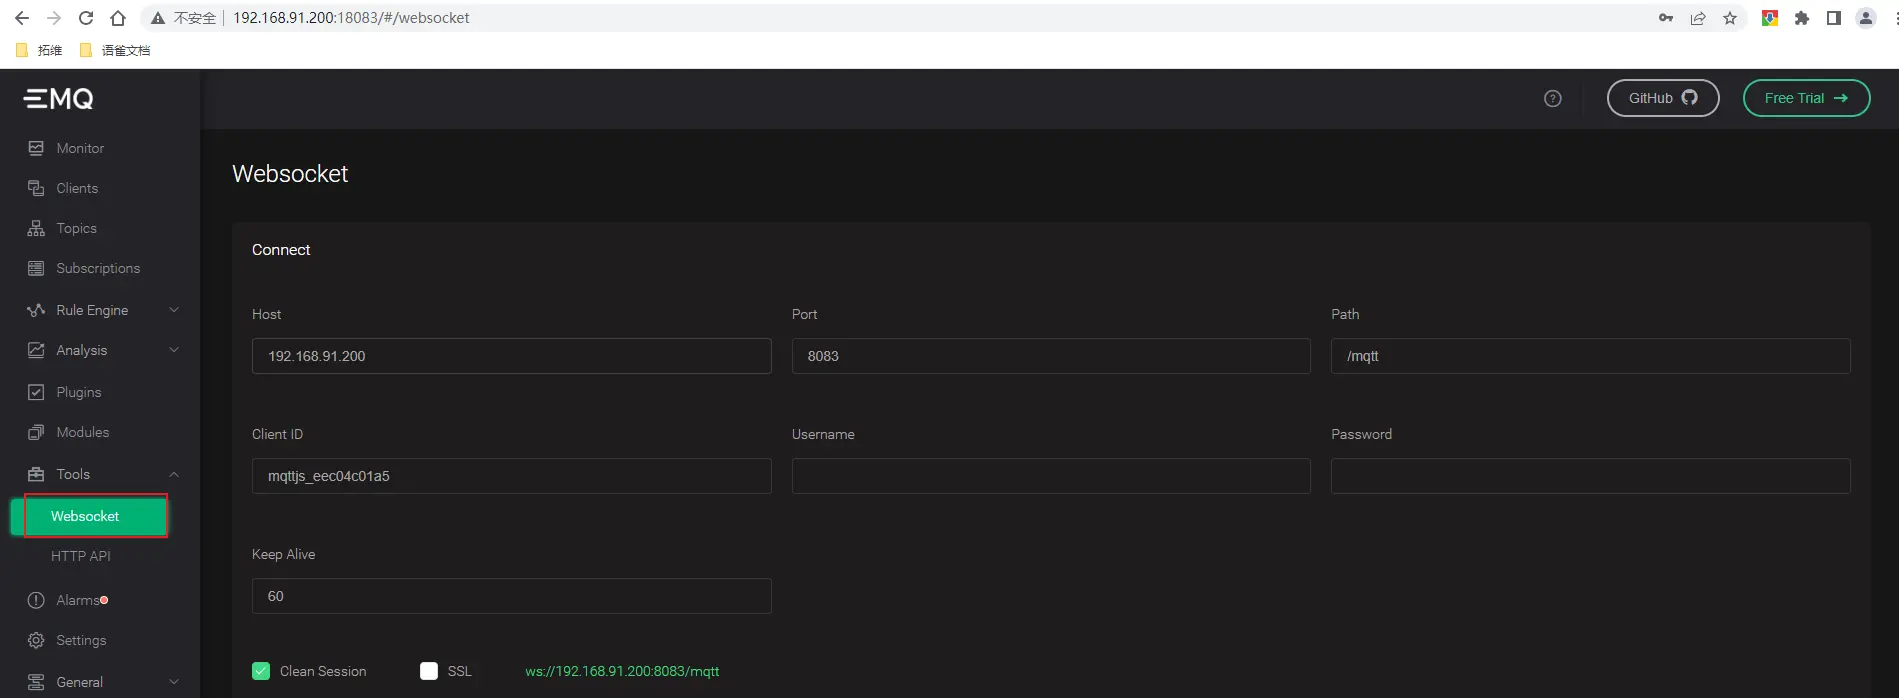 不安全 192.168.91.200:18083/#/websocket
拓维 语雀文档
EMQ
GitHub Free Trial
Monitor
Clients
Topics
Subscriptions
Rule Engine
Analysis
Plugins
Modules
Tools
Websocket
HTTP API
Alarms
Settings
General
Websocket
Connect
Host Port Path
192.168.91.200 8083 /mqtt
Client ID Username Password
mqttjs_eec04c01a5
Keep Alive
60
Clean Session SSL ws://192.168.91.200:8083/mqtt